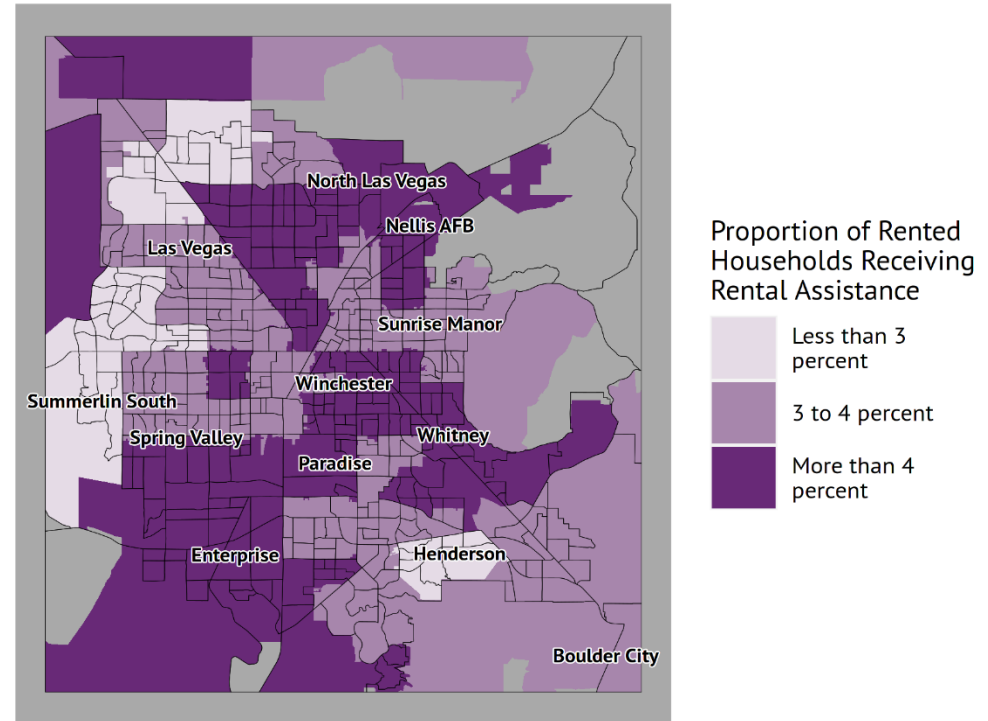 North Las Vegas
Nellis AFB
Las Vegas
Sunrise Manor
Winchester
Summerlin South
Spring Valley
Whitney
Paradise
Enterprise
Henderson
Boulder City
Proportion of Rented
Households Receiving
Rental Assistance
Less than 3
percent
3 to 4 percent
More than 4
percent